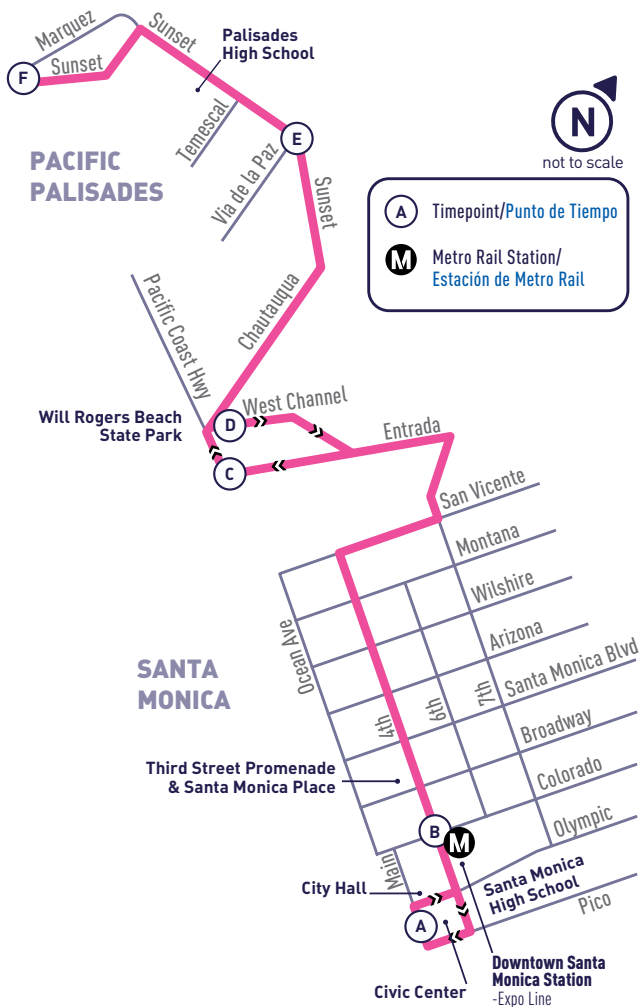 Marquez
Sunset
F
Sunset
Palisades
High School
Temescal
E
Via de la Paz
PACIFIC
PALISADES
N
not to scale
A Timepoint/Punto de Tiempo
M Metro Rail Station/
Estación de Metro Rail
Sunset
Chautauqua
Pacific Coast Hwy
West Channel
D
Will Rogers Beach
State Park
C
Entrada
San Vicente
Montana
Wilshire
Arizona
Santa Monica Blvd
Broadway
Colorado
Olympic
Pico
Ocean Ave
4th
6th
7th
SANTA
MONICA
Third Street Promenade
& Santa Monica Place
B
M
Main
City Hall
A
Santa Monica
High School
Civic Center
Downtown Santa
Monica Station
-Expo Line